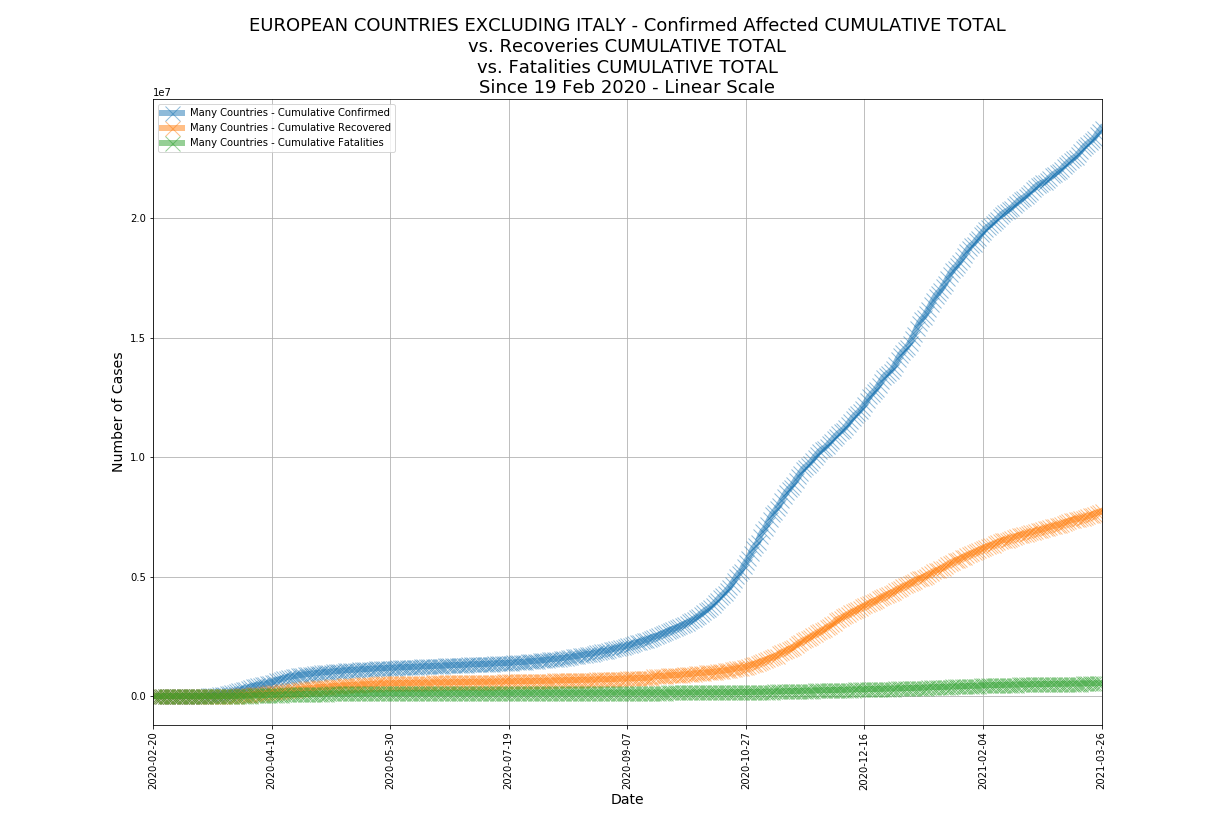 EUROPEAN COUNTRIES EXCLUDING ITALY - Confirmed Affected CUMULATIVE TOTAL
vs. Recoveries CUMULATIVE TOTAL
vs. Fatalities CUMULATIVE TOTAL
Since 19 Feb 2020 - Linear Scale
1e7
Many Countries - Cumulative Confirmed
Many Countries - Cumulative Recovered
Many Countries - Cumulative Fatalities
2.0
1.5
1.0
0.5
0.0
Number of Cases
2020-02-20
2020-04-10
2020-05-30
2020-07-19
2020-09-07
2020-10-27
2020-12-16
2021-02-04
2021-03-26
Date